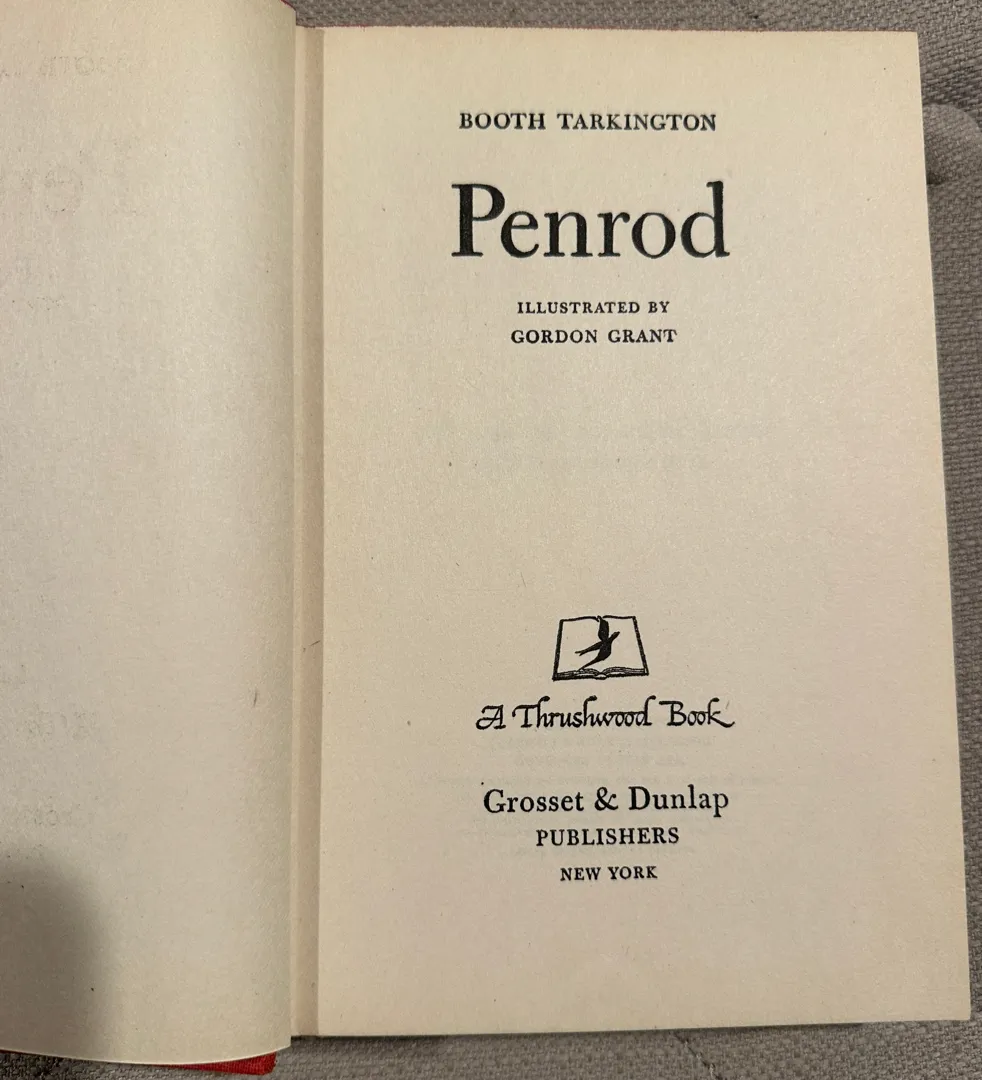 BOOTH TARKINGTON
Penrod
ILLUSTRATED BY
GORDON GRANT
A Thrushwood Book
Grosset & Dunlap
PUBLISHERS
NEW YORK